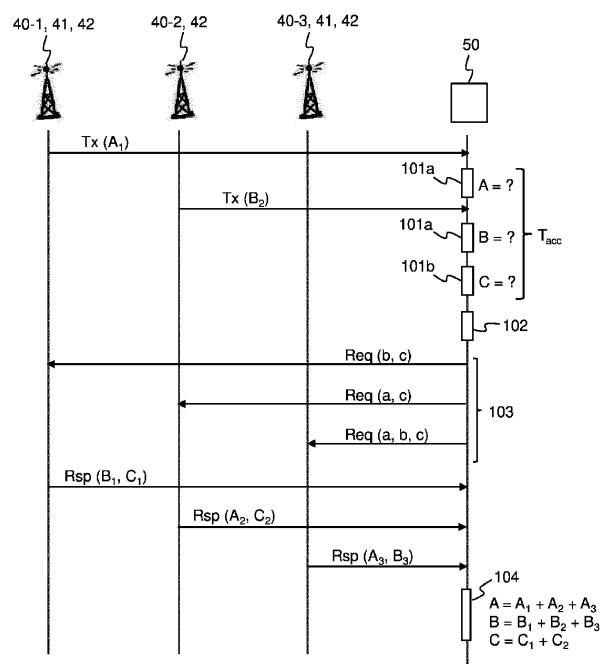 40-1, 41, 42
40-2, 42
40-3, 41, 42
50
Tx (A₁)
101a
A = ?
Tx (B₂)
101a
B = ?
T_acc
101b
C = ?
102
Req (b, c)
Req (a, c)
103
Req (a, b, c)
Rsp (B₁, C₁)
Rsp (A₂, C₂)
Rsp (A₃, B₃)
104
A = A₁ + A₂ + A₃
B = B₁ + B₂ + B₃
C = C₁ + C₂